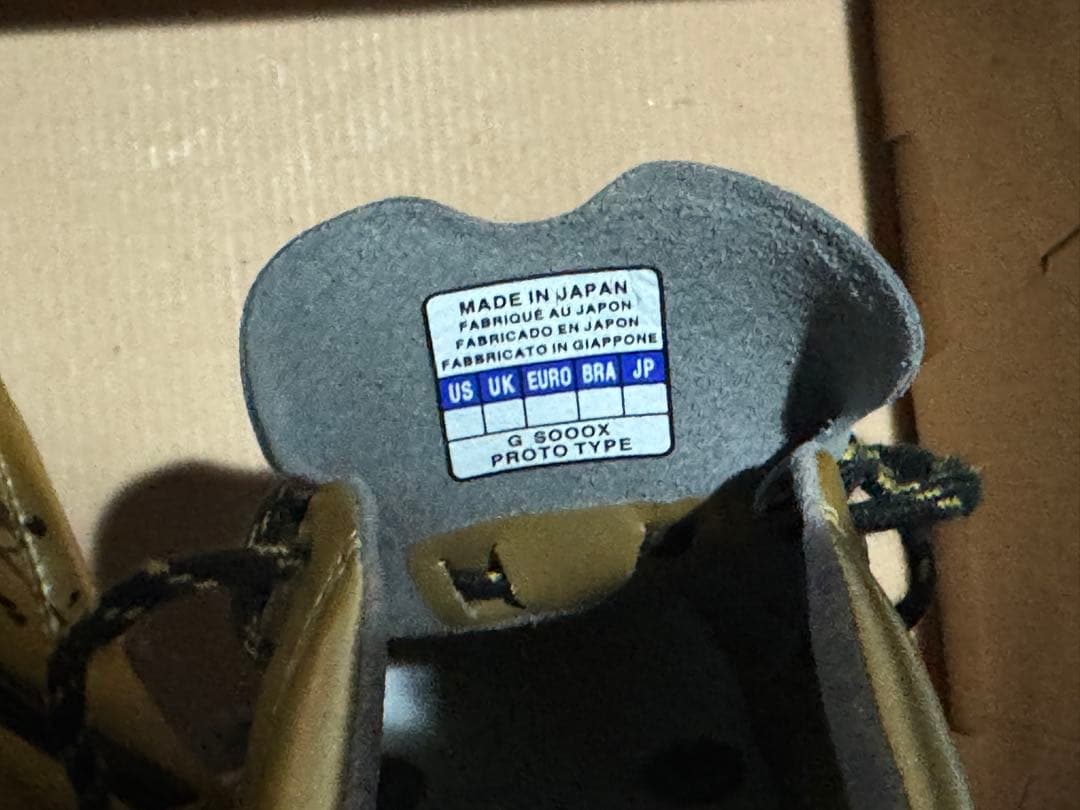 MADE IN JAPAN
FABRIQUÉ AU JAPON
FABRICADO EN JAPON
FABBRICATO IN GIAPPONE
US UK EURO BRA JP
G SOOOX
PROTO TYPE